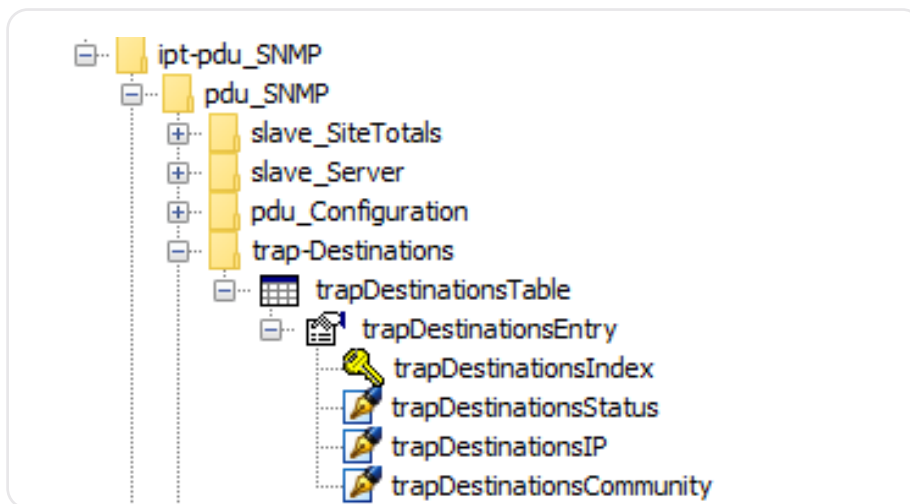 ipt-pdu_SNMP
pdu_SNMP
slave_SiteTotals
slave_Server
pdu_Configuration
trap-Destinations
trapDestinationsTable
trapDestinationsEntry
trapDestinationsIndex
trapDestinationsStatus
trapDestinationsIP
trapDestinationsCommunity